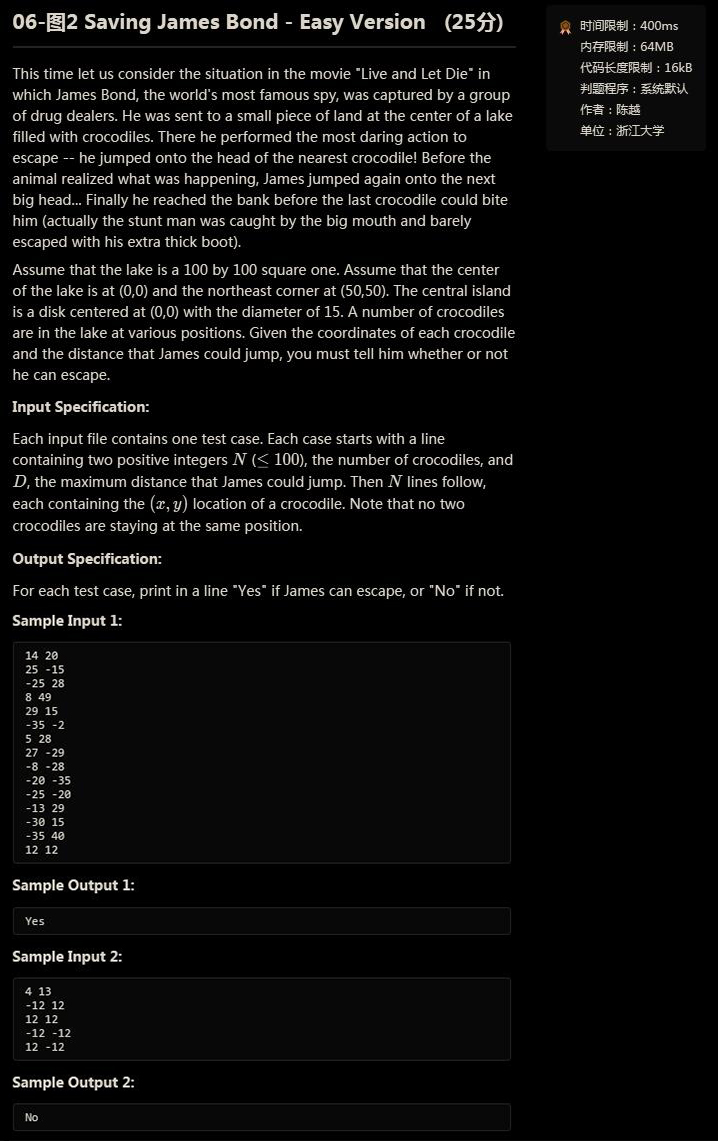 06-图2 Saving James Bond - Easy Version (25分)
时间限制：400ms
内存限制：64MB
代码长度限制：16kB
判题程序：系统默认
作者：陈越
单位：浙江大学
This time let us consider the situation in the movie "Live and Let Die" in
which James Bond, the world's most famous spy, was captured by a group
of drug dealers. He was sent to a small piece of land at the center of a lake
filled with crocodiles. There he performed the most daring action to
escape -- he jumped onto the head of the nearest crocodile! Before the
animal realized what was happening, James jumped again onto the next
big head... Finally he reached the bank before the last crocodile could bite
him (actually the stunt man was caught by the big mouth and barely
escaped with his extra thick boot).
Assume that the lake is a 100 by 100 square one. Assume that the center
of the lake is at (0,0) and the northeast corner at (50,50). The central island
is a disk centered at (0,0) with the diameter of 15. A number of crocodiles
are in the lake at various positions. Given the coordinates of each crocodile
and the distance that James could jump, you must tell him whether or not
he can escape.
Input Specification:
Each input file contains one test case. Each case starts with a line
containing two positive integers N (≤ 100), the number of crocodiles, and
D, the maximum distance that James could jump. Then N lines follow,
each containing the (x, y) location of a crocodile. Note that no two
crocodiles are staying at the same position.
Output Specification:
For each test case, print in a line "Yes" if James can escape, or "No" if not.
Sample Input 1:
14 20
25 -15
-25 28
8 49
29 15
-35 -2
5 28
27 -29
-8 -28
-20 -35
-25 -20
-13 29
-30 15
-35 40
12 12
Sample Output 1:
Yes
Sample Input 2:
4 13
-12 12
12 12
-12 -12
12 -12
Sample Output 2:
No